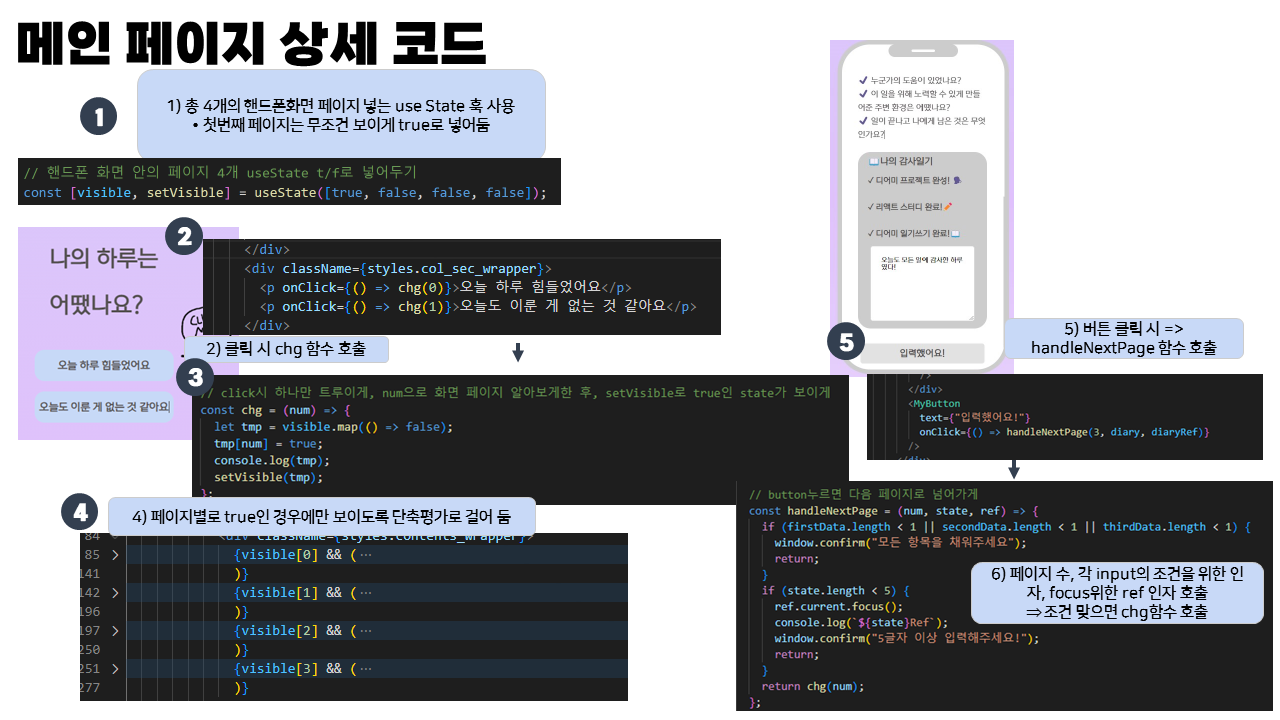 메인 페이지 상세 코드
1
1) 총 4개의 핸드폰화면 페이지 넣는 use State 훅 사용
• 첫번째 페이지는 무조건 보이게 true로 넣어둠
// 핸드폰 화면 안의 페이지 4개 useState t/f로 넣어두기
const [visible, setVisible] = useState([true, false, false, false]);
나의 하루는
어땠나요?
오늘 하루 힘들었어요
오늘도 이룬 게 없는 것 같아요
2
</div>
<div className={styles.col_sec_wrapper}>
<p onClick={() => chg(0)}>오늘 하루 힘들었어요</p>
<p onClick={() => chg(1)}>오늘도 이룬 게 없는 것 같아요</p>
</div>
2) 클릭 시 chg 함수 호출
3
// click시 하나만 트루이게, num으로 화면 페이지 알아보게한 후, setVisible로 true인 state가 보이게
const chg = (num) => {
let tmp = visible.map(() => false);
tmp[num] = true;
console.log(tmp);
setVisible(tmp);
};
4
4) 페이지별로 true인 경우에만 보이도록 단축평가로 걸어 둠
84 <div className={styles.contents_wrapper}>
85 > {visible[0] && ( ⋯
141 )}
142 > {visible[1] && ( ⋯
196 )}
197 > {visible[2] && ( ⋯
250 )}
251 > {visible[3] && ( ⋯
277 )}
✓ 누군가의 도움이 있었나요?
✓ 이 일을 위해 노력할 수 있게 만들
어준 주변 환경은 어땠나요?
✓ 일이 끝나고 나에게 남은 것은 무엇
인가요?
📖나의 감사일기
✓ 디어미 프로젝트 완성! 🗣
✓ 리액트 스터디 완료!🖍
✓ 디어미 일기쓰기 완료!📖
오늘도 모든 일에 감사한 하루
였다!
입력했어요!
5
5) 버튼 클릭 시 =>
handleNextPage 함수 호출
/>
</div>
<MyButton
text={"입력했어요!"}
onClick={() => handleNextPage(3, diary, diaryRef)}
/>
</div>
// button누르면 다음 페이지로 넘어가게
const handleNextPage = (num, state, ref) => {
if (firstData.length < 1 || secondData.length < 1 || thirdData.length < 1) {
window.confirm("모든 항목을 채워주세요");
return;
}
if (state.length < 5) {
ref.current.focus();
console.log(`${state}Ref`);
window.confirm("5글자 이상 입력해주세요!");
return;
}
return chg(num);
};
6) 페이지 수, 각 input의 조건을 위한 인
자, focus위한 ref 인자 호출
⇒ 조건 맞으면 chg함수 호출